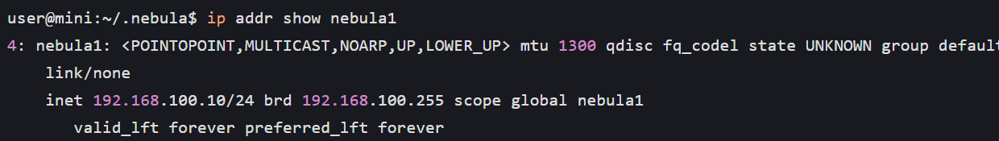 user@mini:~/.nebula$ ip addr show nebula1
4: nebula1: <POINTOPOINT,MULTICAST,NOARP,UP,LOWER_UP> mtu 1300 qdisc fq_codel state UNKNOWN group default
link/none
inet 192.168.100.10/24 brd 192.168.100.255 scope global nebula1
valid_lft forever preferred_lft forever